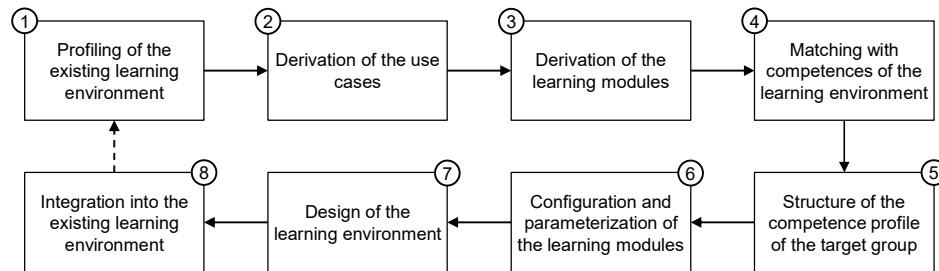 1
Profiling of the
existing learning
environment
2
Derivation of the use
cases
3
Derivation of the
learning modules
4
Matching with
competences of the
learning environment
5
Structure of the
competence profile
of the target group
6
Configuration and
parameterization of
the learning modules
7
Design of the
learning environment
8
Integration into the
existing learning
environment